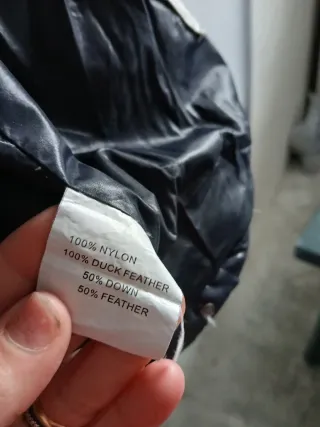 100% NYLON
100% DUCK FEATHER
50% DOWN
50% FEATHER